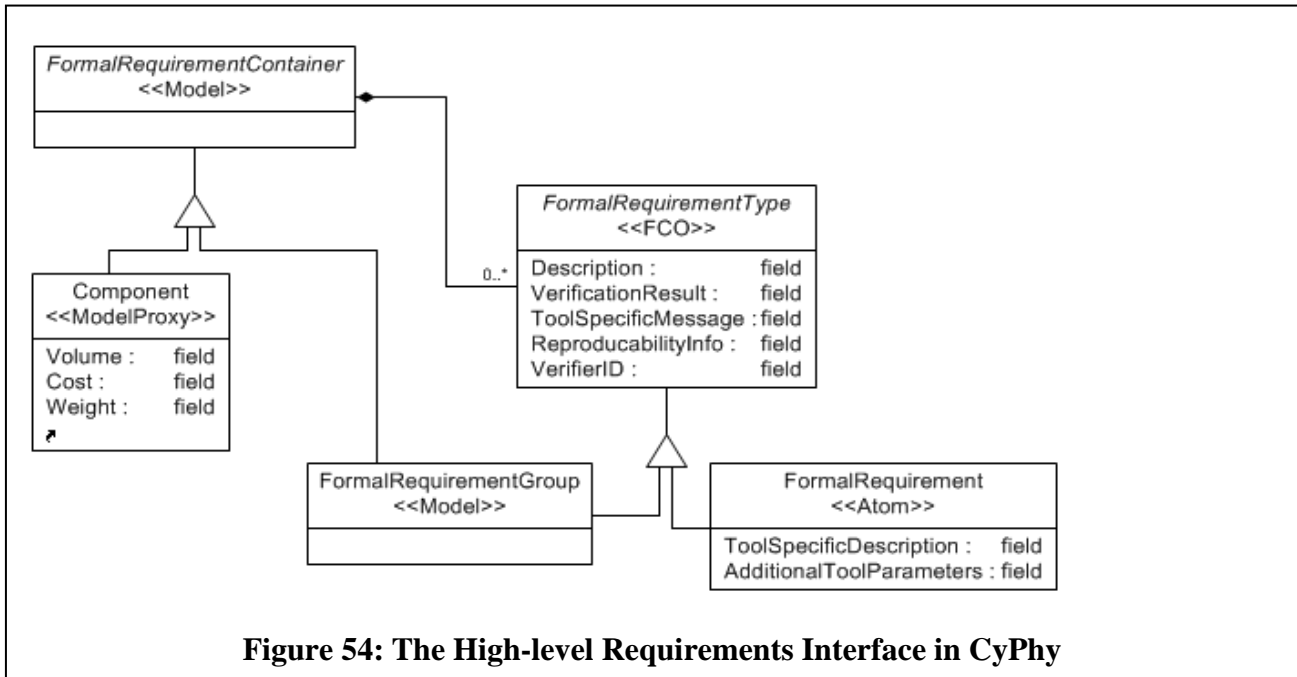 FormalRequirementContainer
<<Model>>
0..*
FormalRequirementType
<<FCO>>
Description : field
VerificationResult : field
ToolSpecificMessage : field
ReproducabilityInfo : field
VerifierID : field
Component
<<ModelProxy>>
Volume : field
Cost : field
Weight : field
FormalRequirementGroup
<<Model>>
FormalRequirement
<<Atom>>
ToolSpecificDescription : field
AdditionalToolParameters : field
Figure 54: The High-level Requirements Interface in CyPhy